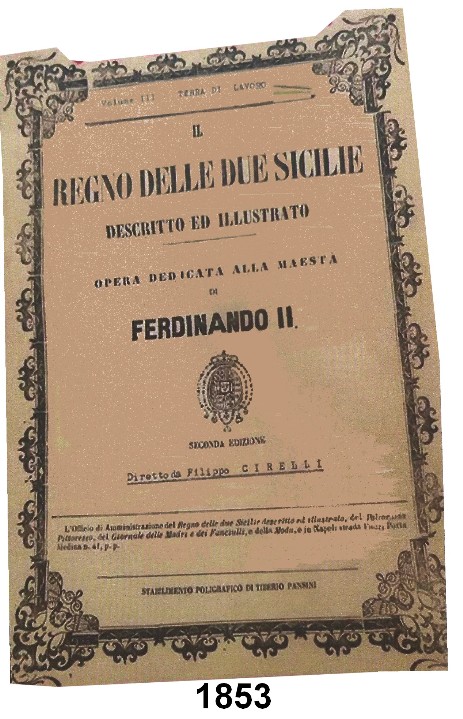 Volume III TERRA DI LAVORO
IL
REGNO DELLE DUE SICILIE
DESCRITTO ED ILLUSTRATO
OPERA DEDICATA ALLA MAESTÀ
DI
FERDINANDO II.
SECONDA EDIZIONE
Diretto da Filippo CIRELLI
L'Officio di Amministrazione del Regno delle due Sicilie descritto ed illustrato, del Poliorama
Pittoresco, del Giornale delle Madri e dei Fanciulli, e della Moda, è in Napoli strada Porta
Medina n. 41, p. p.
STABILIMENTO POLIGRAFICO DI TIBERIO PANSINI
1853